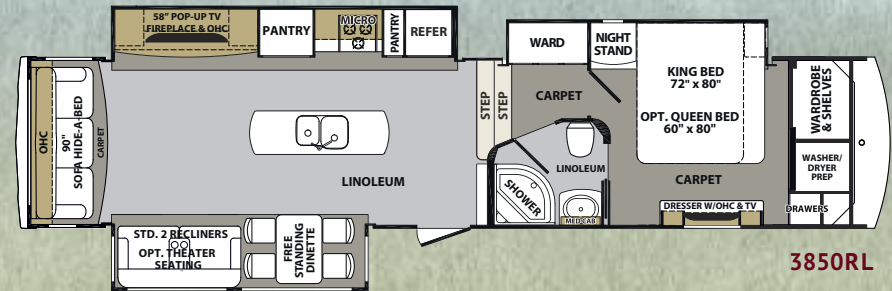 58" POP-UP TV
FIREPLACE & OHC
PANTRY
MICRO
PANTRY
REFER
WARD
NIGHT
STAND
KING BED
72" x 80"
OPT. QUEEN BED
60" x 80"
WARDROBE
& SHELVES
WASHER/
DRYER
PREP
DRAWERS
OHC
90"
SOFA HIDE-A-BED
CARPET
STEP
STEP
CARPET
LINOLEUM
LINOLEUM
SHOWER
MED CAB
CARPET
DRESSER W/OHC & TV
STD. 2 RECLINERS
OPT. THEATER
SEATING
FREE
STANDING
DINETTE
3850RL